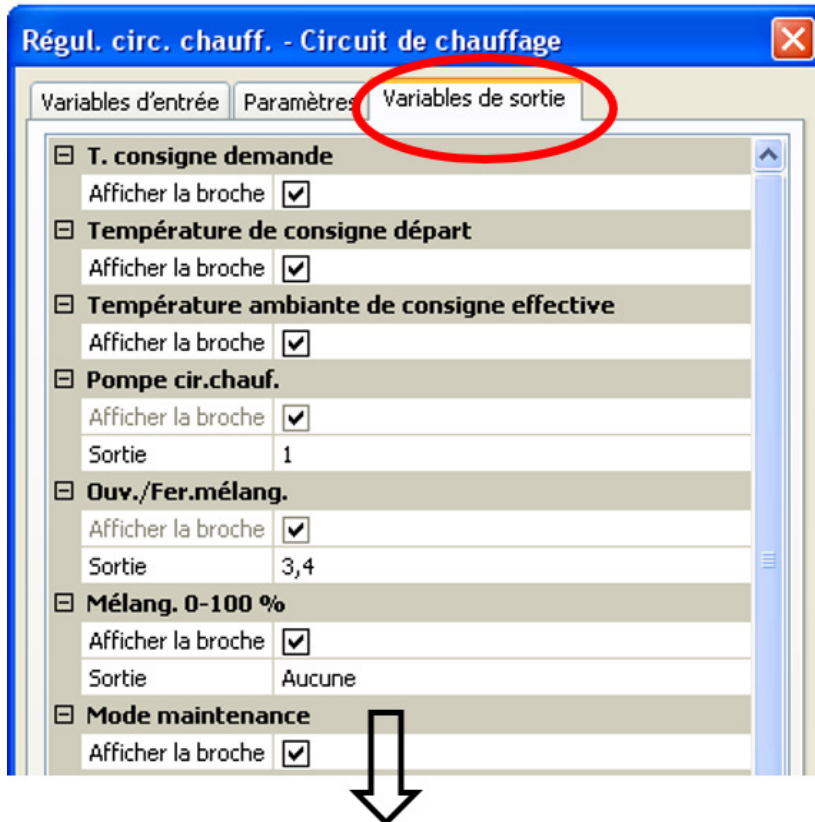 Régul. circ. chauff. - Circuit de chauffage
Variables d'entrée Paramètres Variables de sortie
T. consigne demande
Afficher la broche
Température de consigne départ
Afficher la broche
Température ambiante de consigne effective
Afficher la broche
Pompe cir.chauf.
Afficher la broche
Sortie 1
Ouv./Fer.mélang.
Afficher la broche
Sortie 3,4
Mélang. 0-100 %
Afficher la broche
Sortie Aucune
Mode maintenance
Afficher la broche